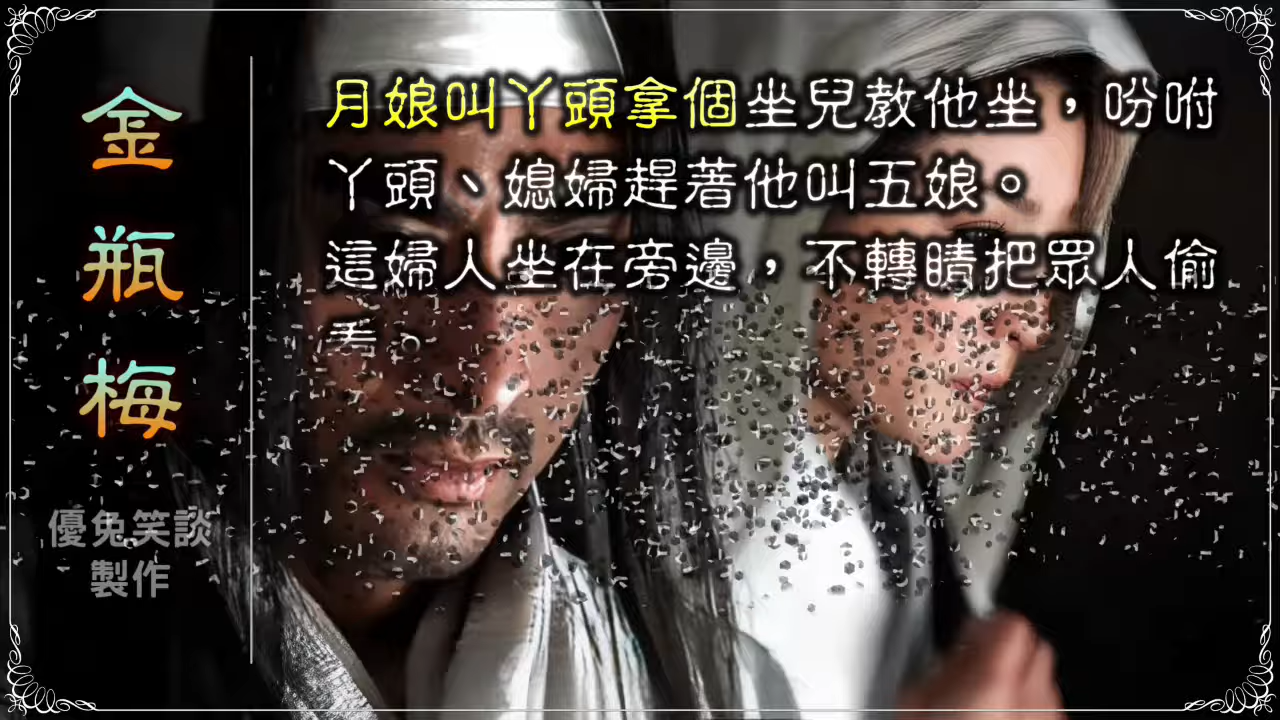 金瓶梅
優兔笑談
製作
月娘叫丫頭拿個坐兒教他坐，吩咐
丫頭、媳婦趕著他叫五娘。
這婦人坐在旁邊，不轉睛把眾人偷
丟。